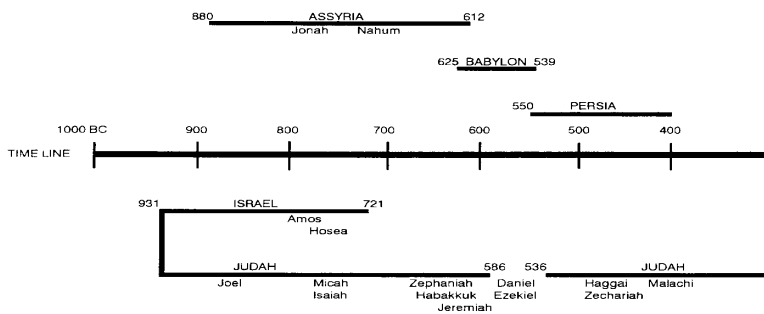 880 ASSYRIA 612
Jonah Nahum
625 BABYLON 539
550 PERSIA
1000 BC 900 800 700 600 500 400
TIME LINE
931 ISRAEL 721
Amos
Hosea
JUDAH 586 536 JUDAH
Joel Micah Zephaniah Daniel Haggai Malachi
Isaiah Habakkuk Ezekiel Zechariah
Jeremiah